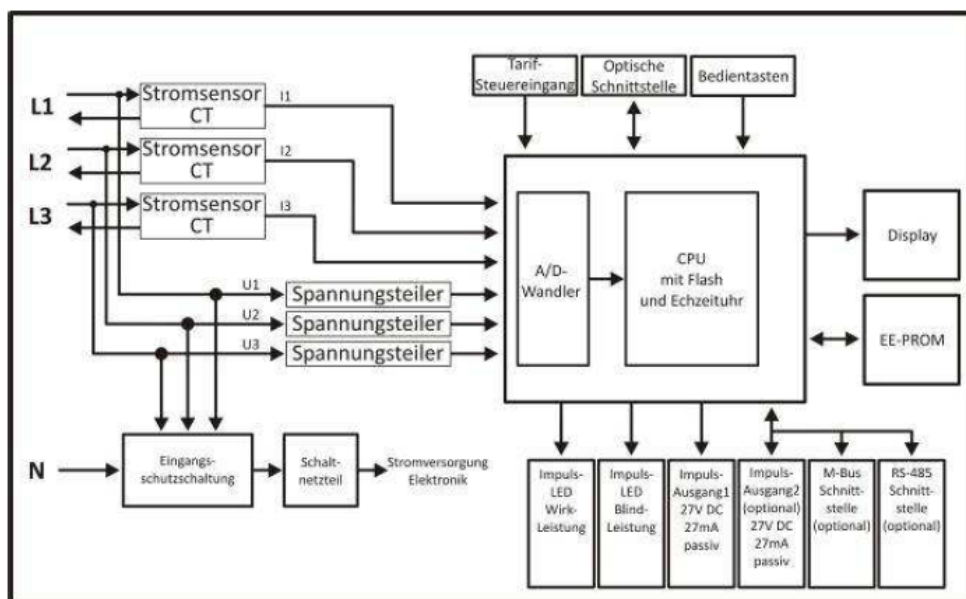 Tarif-
Steuereingang
Optische
Schnittstelle
Bedientasten
L1
Stromsensor
CT
I1
L2
Stromsensor
CT
I2
L3
Stromsensor
CT
I3
A/D-
Wandler
CPU
mit Flash
und Echzeituhr
Display
EE-PROM
U1
Spannungsteiler
U2
Spannungsteiler
U3
Spannungsteiler
N
Eingangs-
schutzschaltung
Schalt-
netzteil
Stromversorgung
Elektronik
Impuls-
LED
Wirk-
Leistung
Impuls-
LED
Blind-
Leistung
Impuls-
Ausgang1
27V DC
27mA
passiv
Impuls-
Ausgang2
(optional)
27V DC
27mA
passiv
M-Bus
Schnitt-
stelle
(optional)
RS-485
Schnitt-
stelle
(optional)